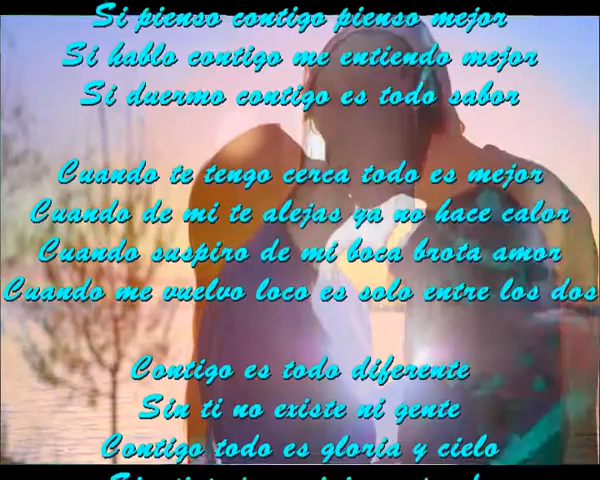 Si pienso contigo pienso mejor
Si hablo contigo me entiendo mejor
Si duermo contigo es todo sabor
Cuando te tengo cerca todo es mejor
Cuando de mi te alejas ya no hace calor
Cuando suspiro de mi boca brota amor
Cuando me vuelvo loco es solo entre los dos
Contigo es todo diferente
Sin ti no existe ni gente
Contigo todo es gloria y cielo